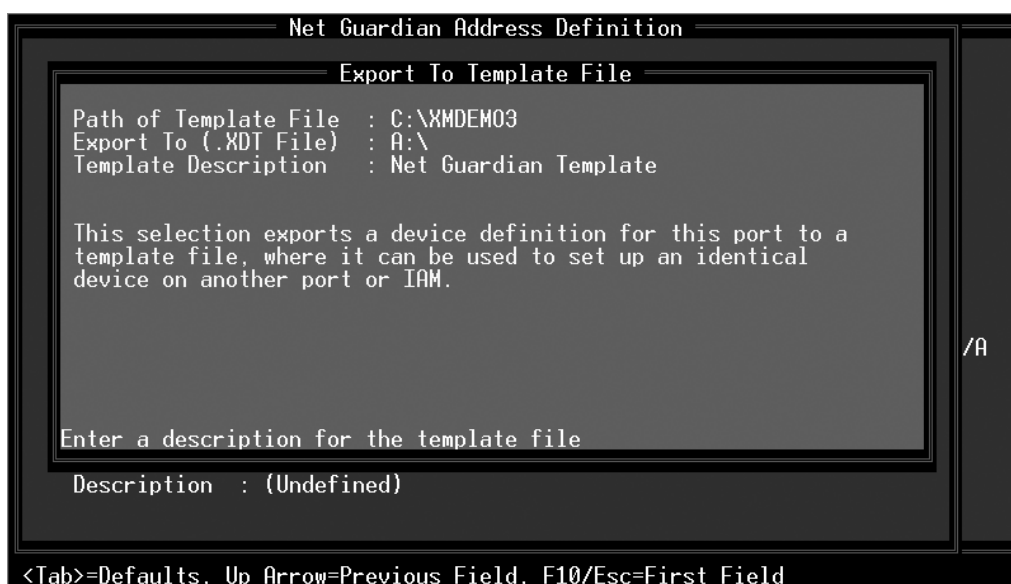 Net Guardian Address Definition
Export To Template File
Path of Template File : C:\XMDEMO3
Export To (.XDT File) : A:\
Template Description : Net Guardian Template
This selection exports a device definition for this port to a
template file, where it can be used to set up an identical
device on another port or IAM.
/A
Enter a description for the template file
Description : (Undefined)
<Tab>=Defaults, Up Arrow=Previous Field, F10/Esc=First Field